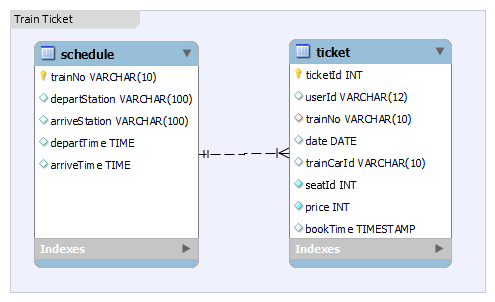 Train Ticket
schedule
trainNo VARCHAR(10)
departStation VARCHAR(100)
arriveStation VARCHAR(100)
departTime TIME
arriveTime TIME
Indexes
ticket
ticketId INT
userId VARCHAR(12)
trainNo VARCHAR(10)
date DATE
trainCarId VARCHAR(10)
seatId INT
price INT
bookTime TIMESTAMP
Indexes